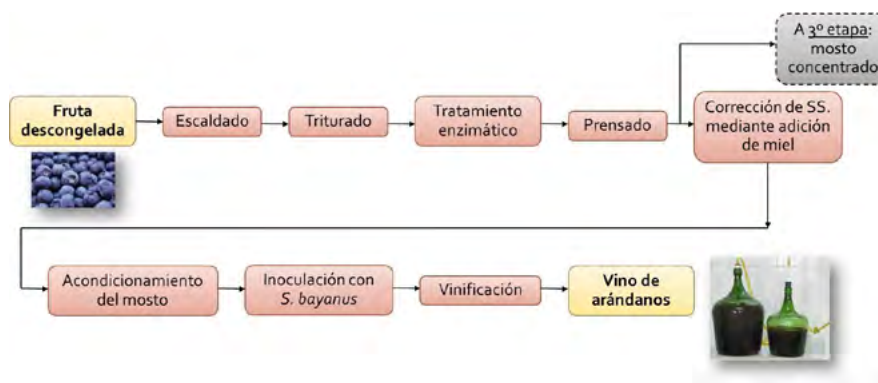 A 3º etapa:
mosto
concentrado
Fruta
descongelada
Escaldado
Triturado
Tratamiento
enzimático
Prensado
Corrección de SS.
mediante adición
de miel
Acondicionamiento
del mosto
Inoculación con
S. bayanus
Vinificación
Vino de
arándanos